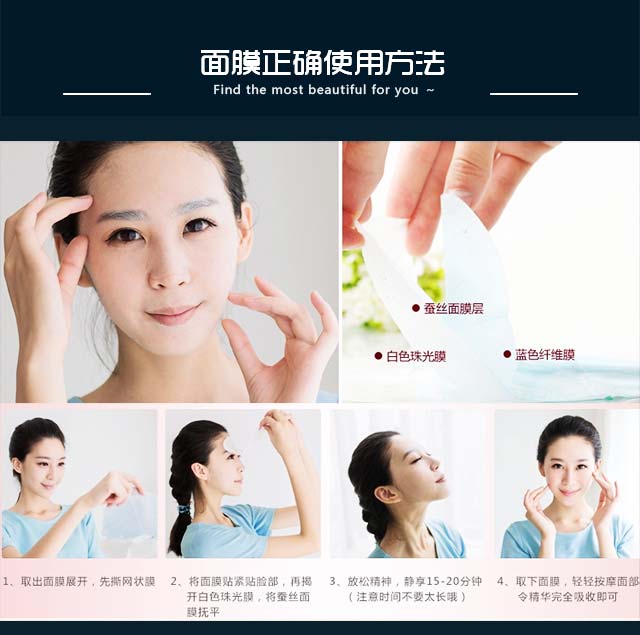 面膜正确使用方法
Find the most beautiful for you ~
蚕丝面膜层
白色珠光膜
蓝色纤维膜
1、取出面膜展开，先撕网状膜
2、将面膜贴紧贴脸部，再揭
开白色珠光膜，将蚕丝面
膜抚平
3、放松精神，静享15-20分钟
（注意时间不要太长哦）
4、取下面膜，轻轻按摩面部
令精华完全吸收即可